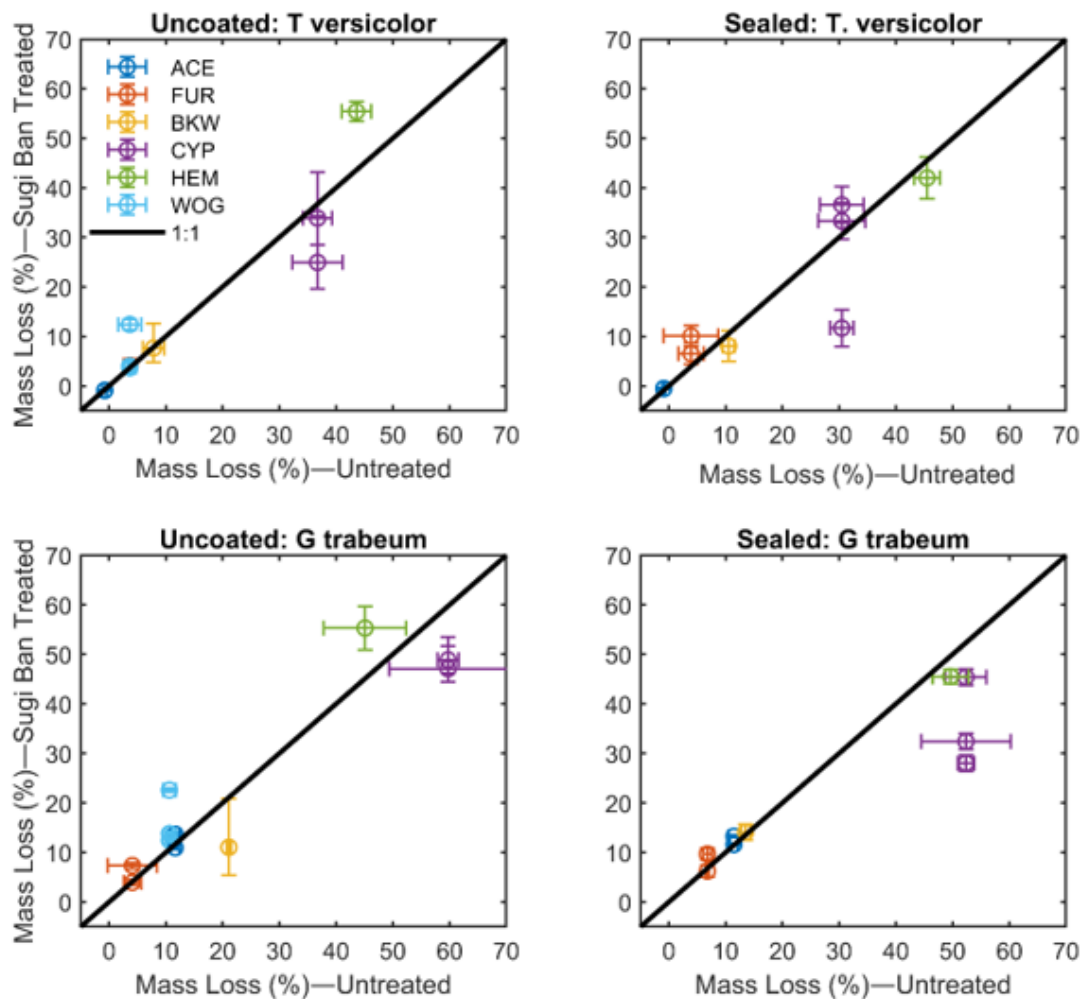 Uncoated: T versicolor
Mass Loss (%)—Sugi Ban Treated
70
60
50
40
30
20
10
0
ACE
FUR
BKW
CYP
HEM
WOG
1:1
0 10 20 30 40 50 60 70
Mass Loss (%)—Untreated
Sealed: T. versicolor
70
60
50
40
30
20
10
0
0 10 20 30 40 50 60 70
Mass Loss (%)—Untreated
Uncoated: G trabeum
Mass Loss (%)—Sugi Ban Treated
70
60
50
40
30
20
10
0
0 10 20 30 40 50 60 70
Mass Loss (%)—Untreated
Sealed: G trabeum
70
60
50
40
30
20
10
0
0 10 20 30 40 50 60 70
Mass Loss (%)—Untreated